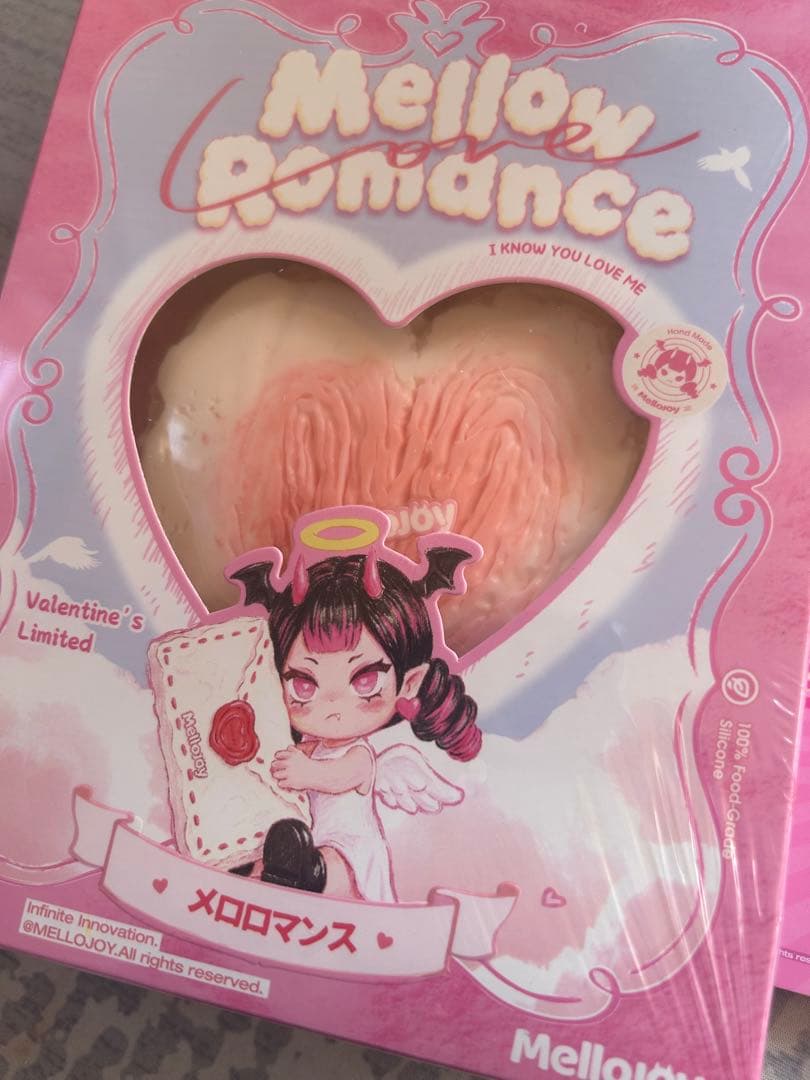 Mellow
Love
Romance
I KNOW YOU LOVE ME
Hand Made
MelloJoy
Valentine's
Limited
MelloJoy
100% Food-Grade
Silicone
メロロマンス
Infinite Innovation.
@MELLOJOY.All rights reserved.
MelloJoy